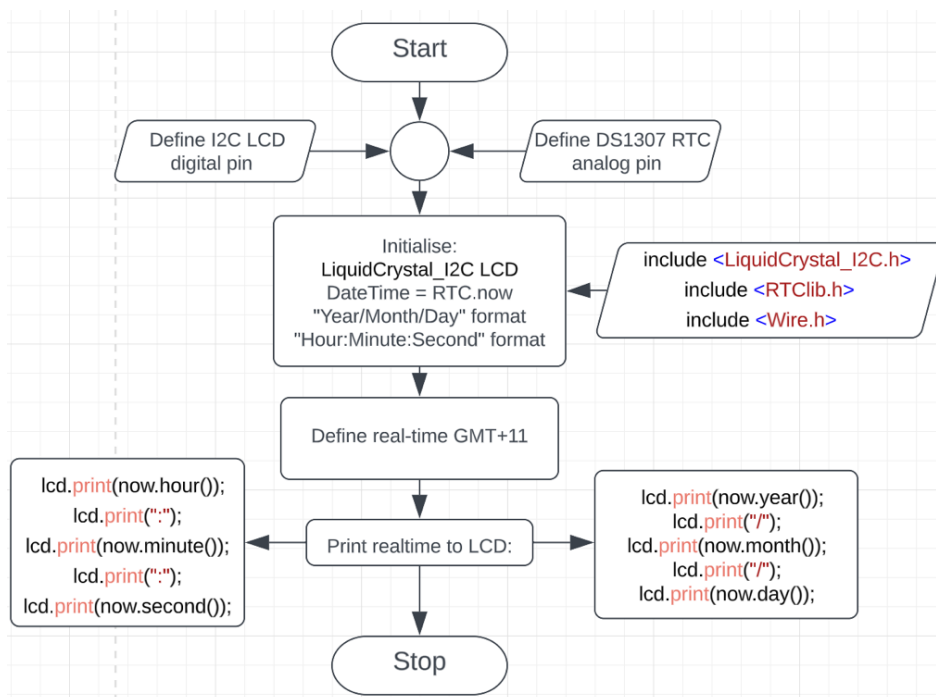 Start
Define I2C LCD
digital pin
Define DS1307 RTC
analog pin
Initialise:
LiquidCrystal_I2C LCD
DateTime = RTC.now
"Year/Month/Day" format
"Hour:Minute:Second" format
include <LiquidCrystal_I2C.h>
include <RTClib.h>
include <Wire.h>
Define real-time GMT+11
lcd.print(now.hour());
lcd.print(":");
lcd.print(now.minute());
lcd.print(":");
lcd.print(now.second());
Print realtime to LCD:
lcd.print(now.year());
lcd.print("/");
lcd.print(now.month());
lcd.print("/");
lcd.print(now.day());
Stop